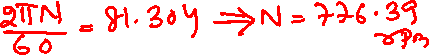 2πN/60 = 81.304 → N = 776.39 rpm